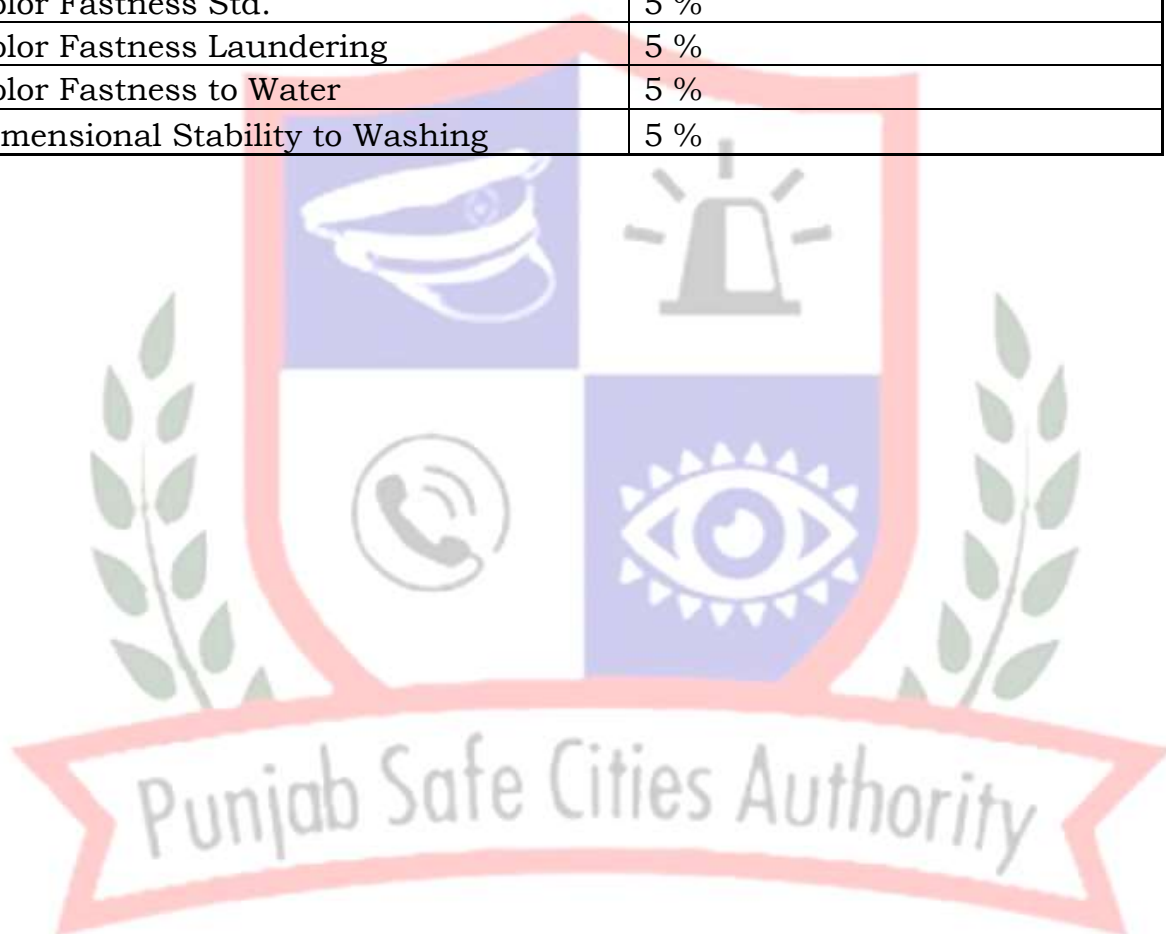 olor Fastness Std. 5 %
olor Fastness Laundering 5 %
olor Fastness to Water 5 %
mensional Stability to Washing 5 %
Punjab Safe Cities Authority